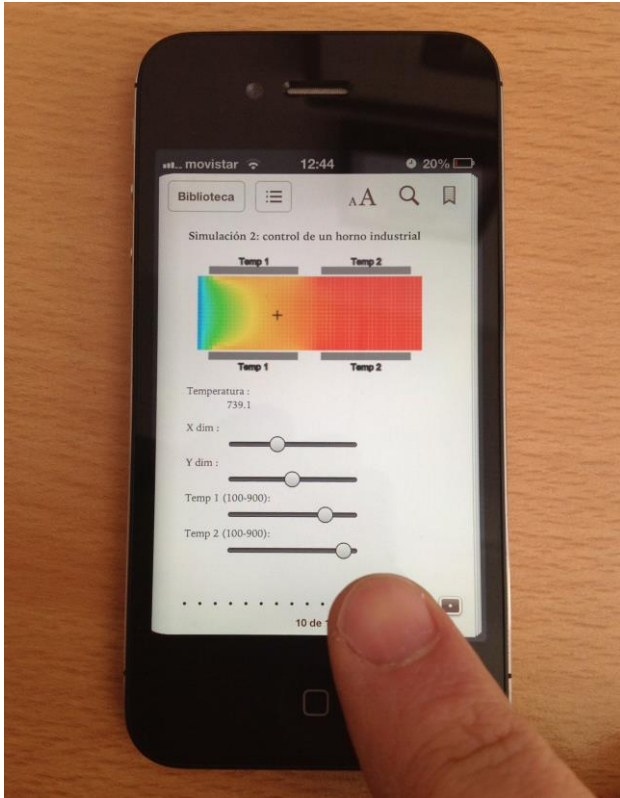 movistar 12:44 20%
Biblioteca AA
Simulación 2: control de un horno industrial
Temp 1 Temp 2
Temp 1 Temp 2
Temperatura :
739.1
X dim :
Y dim :
Temp 1 (100-900):
Temp 2 (100-900):
10 de